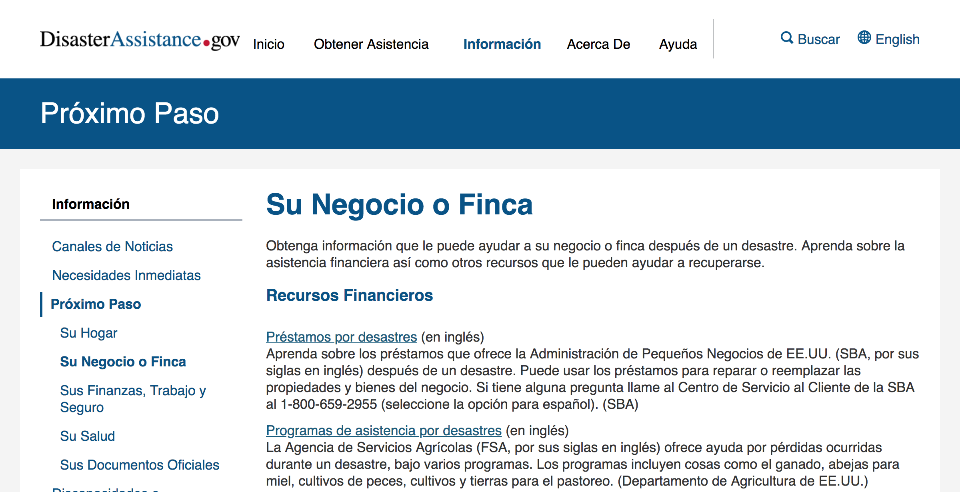 DisasterAssistance.gov
Inicio
Obtener Asistencia
Información
Acerca De
Ayuda
Buscar
English
Próximo Paso
Información
Canales de Noticias
Necesidades Inmediatas
Próximo Paso
Su Hogar
Su Negocio o Finca
Sus Finanzas, Trabajo y
Seguro
Su Salud
Sus Documentos Oficiales
Discapacidades o
Su Negocio o Finca
Obtenga información que le puede ayudar a su negocio o finca después de un desastre. Aprenda sobre la
asistencia financiera así como otros recursos que le pueden ayudar a recuperarse.
Recursos Financieros
Préstamos por desastres (en inglés)
Aprenda sobre los préstamos que ofrece la Administración de Pequeños Negocios de EE.UU. (SBA, por sus
siglas en inglés) después de un desastre. Puede usar los préstamos para reparar o reemplazar las
propiedades y bienes del negocio. Si tiene alguna pregunta llame al Centro de Servicio al Cliente de la SBA
al 1-800-659-2955 (seleccione la opción para español). (SBA)
Programas de asistencia por desastres (en inglés)
La Agencia de Servicios Agrícolas (FSA, por sus siglas en inglés) ofrece ayuda por pérdidas ocurridas
durante un desastre, bajo varios programas. Los programas incluyen cosas como el ganado, abejas para
miel, cultivos de peces, cultivos y tierras para el pastoreo. (Departamento de Agricultura de EE.UU.)